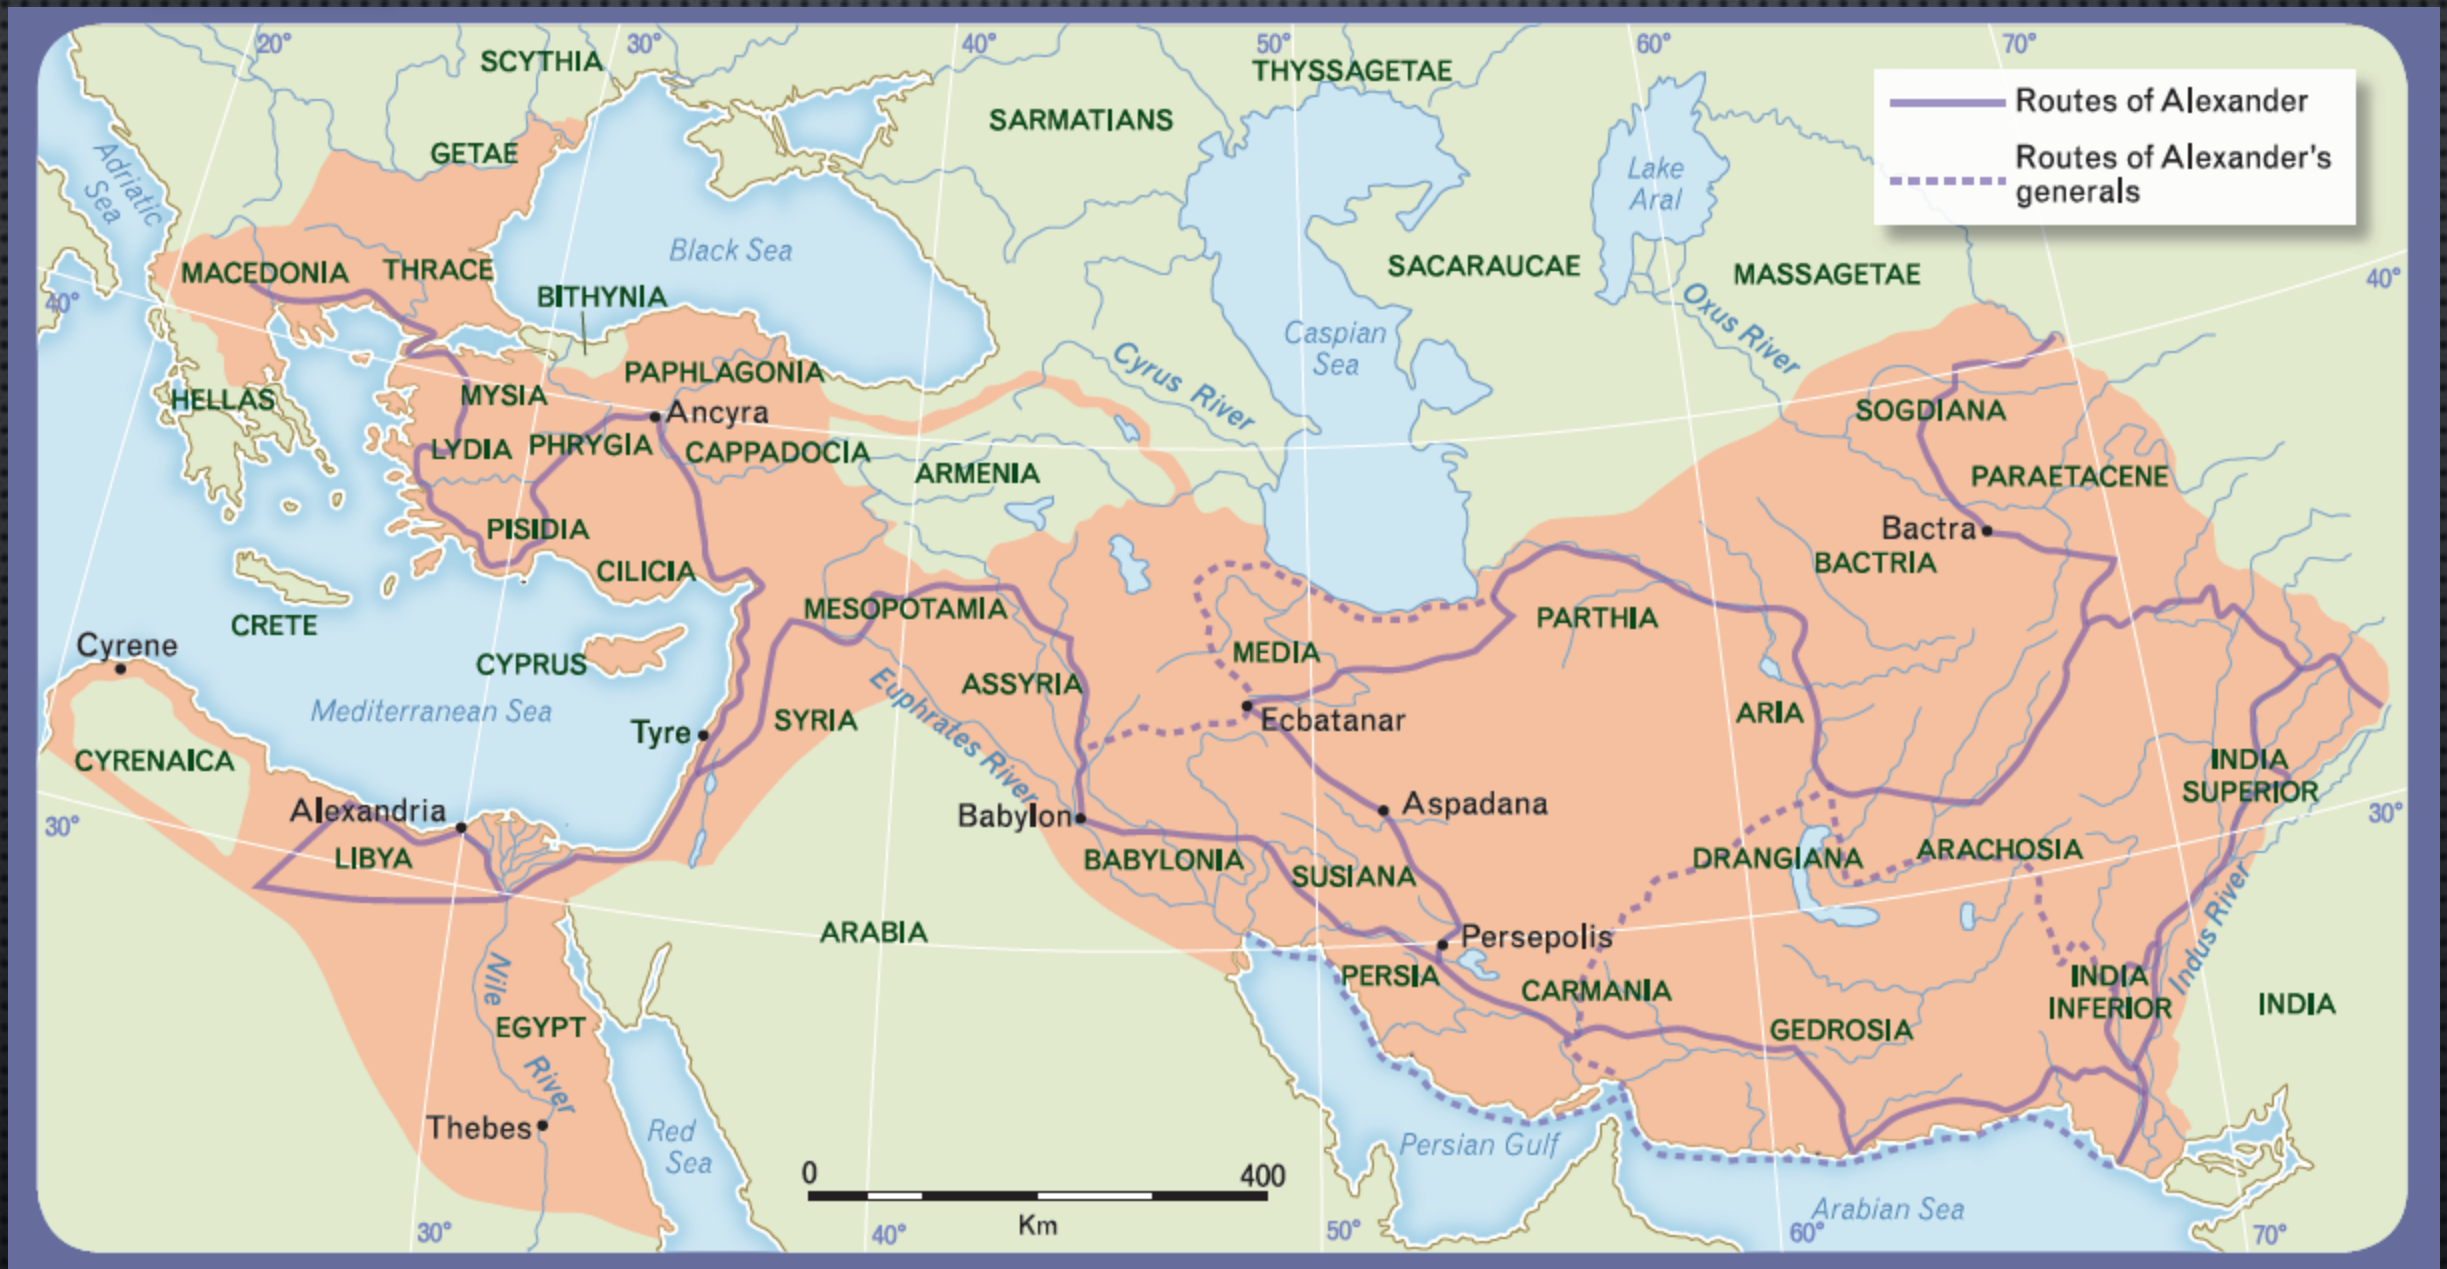 20°
30°
40°
50°
60°
70°
SCYTHIA
THYSSAGETAE
SARMATIANS
Routes of Alexander
Routes of Alexander's
generals
GETAE
Adriatic
Sea
Lake
Aral
Black Sea
MACEDONIA
THRACE
SACARAUCAE
MASSAGETAE
40°
40°
BITHYNIA
Oxus River
Caspian
Sea
Cyrus River
PAPHLAGONIA
HELLAS
MYSIA
Ancyra
SOGDIANA
LYDIA
PHRYGIA
CAPPADOCIA
ARMENIA
PARAETACENE
PISIDIA
Bactra
BACTRIA
CILICIA
MESOPOTAMIA
PARTHIA
CRETE
Cyrene
CYPRUS
MEDIA
ASSYRIA
Euphrates River
Mediterranean Sea
SYRIA
Ecbatanar
ARIA
Tyre
CYRENAICA
INDIA
SUPERIOR
Alexandria
Babylon
Aspadana
30°
30°
LIBYA
BABYLONIA
SUSIANA
DRANGIANA
ARACHOSIA
ARABIA
Persepolis
Indus River
Nile
River
PERSIA
CARMANIA
INDIA
INFERIOR
INDIA
EGYPT
GEDROSIA
Thebes
Red
Sea
Persian Gulf
0
400
Km
Arabian Sea
30°
40°
50°
60°
70°